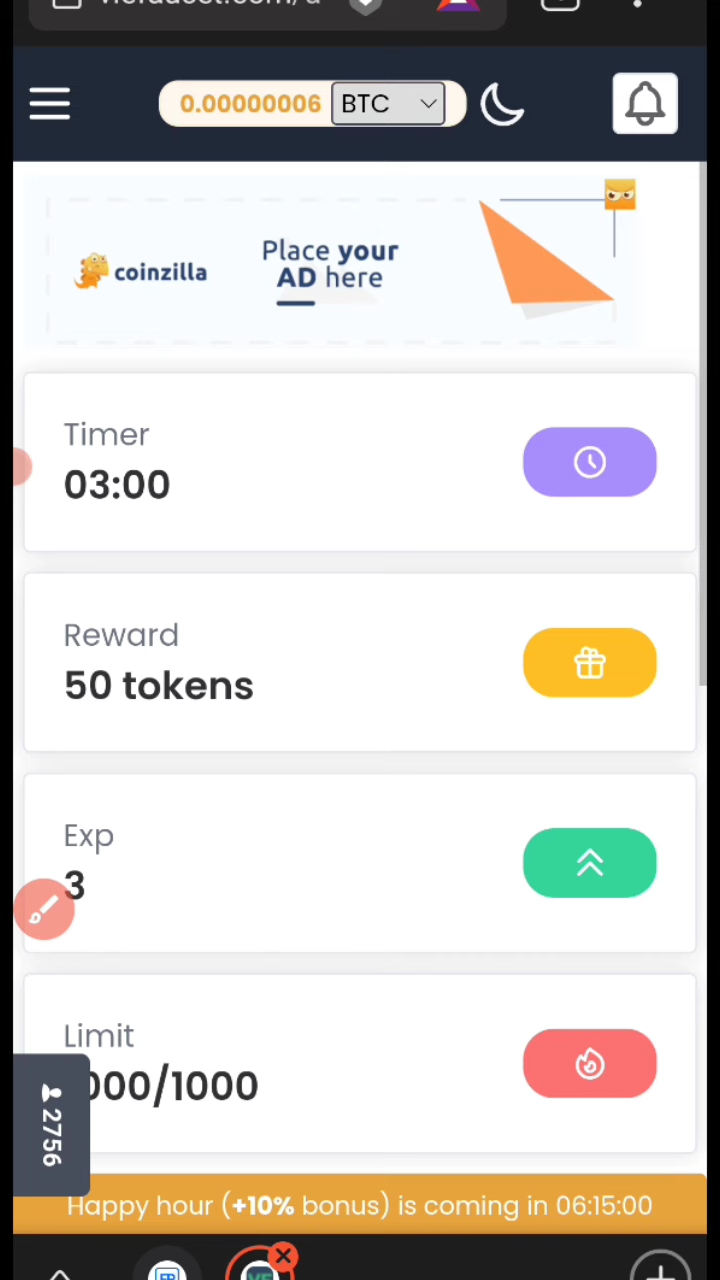 0.00000006 BTC
coinzilla
Place your
AD here
Timer
03:00
Reward
50 tokens
Exp
3
Limit
000/1000
2756
Happy hour (+10% bonus) is coming in 06:15:00